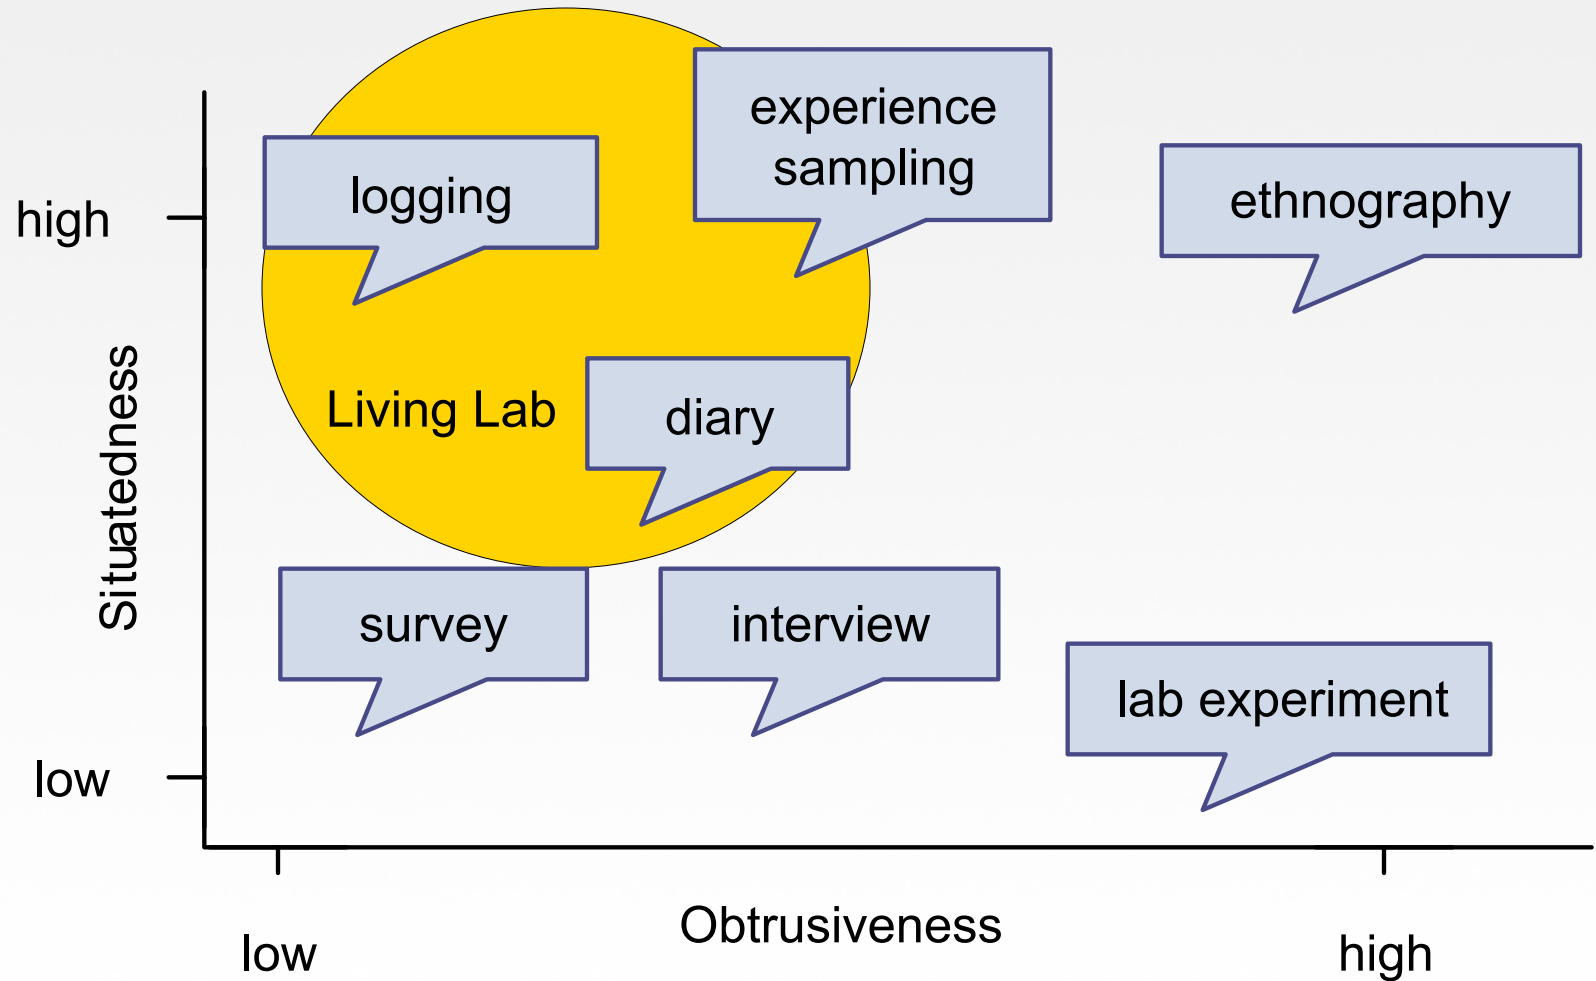 experience
sampling
logging
ethnography
high
Living Lab
diary
Situatedness
survey
interview
lab experiment
low
Obtrusiveness
low
high